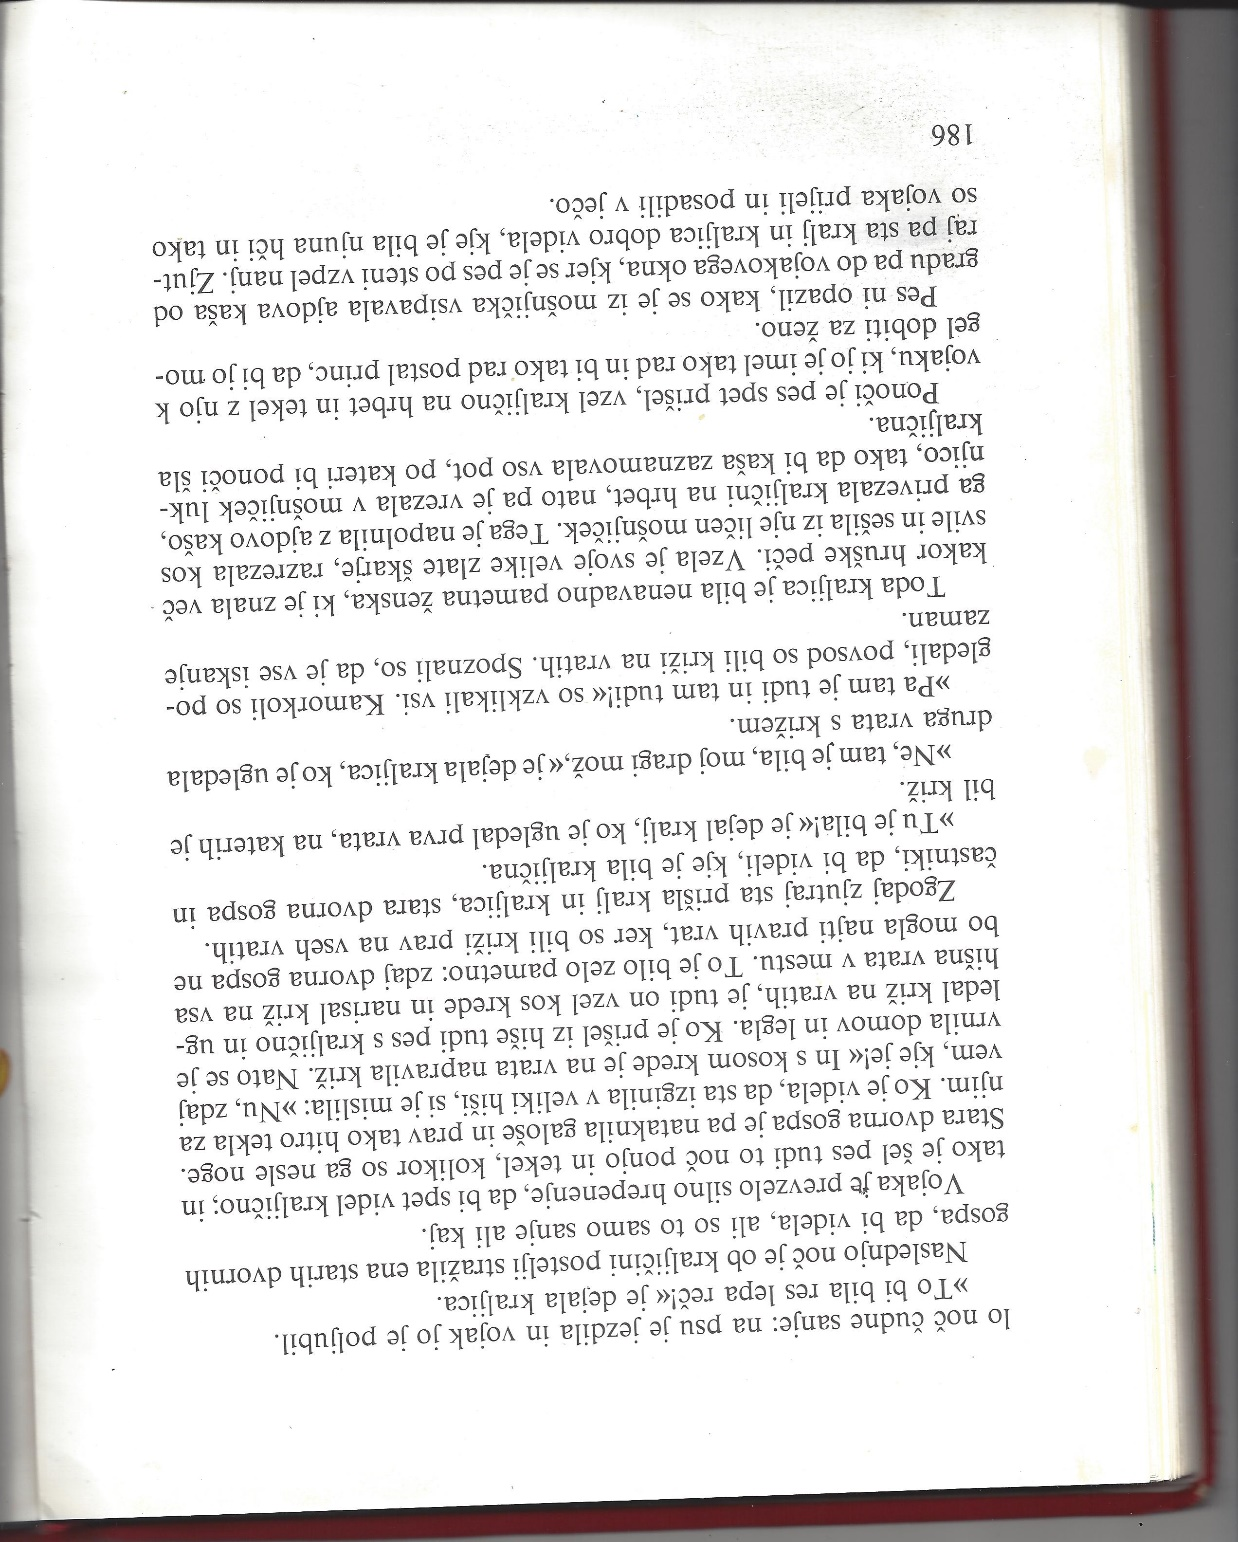 lo noč čudne sanje: na psu je jezdila in vojak jo je poljubil.
»To bi bila res lepa reč!« je dejala kraljica.
Naslednjo noč je ob kraljičini postelji stražila ena starih dvornih
gospa, da bi videla, ali so to samo sanje ali kaj.
Vojaka je prevzelo silno hrepenenje, da bi spet videl kraljično; in
tako je šel pes tudi to noč ponjo in tekel, kolikor so ga nesle noge.
Stara dvorna gospa je pa nataknila galoše in prav tako hitro tekla za
njim. Ko je videla, da sta izginila v veliki hiši, si je mislila: »Nu, zdaj
vem, kje je!« In s kosom krede je na vrata napravila križ. Nato se je
vrnila domov in legla. Ko je prišel iz hiše tudi pes s kraljično in ug-
ledal križ na vratih, je tudi on vzel kos krede in narisal križ na vsa
hišna vrata v mestu. To je bilo zelo pametno: zdaj dvorna gospa ne
bo mogla najti pravih vrat, ker so bili križi prav na vseh vratih.
Zgodaj zjutraj sta prišla kralj in kraljica, stara dvorna gospa in
častniki, da bi videli, kje je bila kraljična.
»Tu je bila!« je dejal kralj, ko je ugledal prva vrata, na katerih je
bil križ.
»Ne, tam je bila, moj dragi mož,« je dejala kraljica, ko je ugledala
druga vrata s križem.
»Pa tam je tudi in tam tudi!« so vzklikali vsi. Kamorkoli so po-
gledali, povsod so bili križi na vratih. Spoznali so, da je vse iskanje
zaman.
Toda kraljica je bila nenavadno pametna ženska, ki je znala več
kakor hruške peči. Vzela je svoje velike zlate škarje, razrezala kos
svile in sešila iz nje ličen mošnjiček. Tega je napolnila z ajdovo kašo,
ga privezala kraljični na hrbet, nato pa je vrezala v mošnjiček luk-
njico, tako da bi kaša zaznamovala vso pot, po kateri bi ponoči šla
kraljična.
Ponoči je pes spet prišel, vzel kraljično na hrbet in tekel z njo k
vojaku, ki jo je imel tako rad in bi tako rad postal princ, da bi jo mo-
gel dobiti za ženo.
Pes ni opazil, kako se je iz mošnjička vsipavala ajdova kaša od
gradu pa do vojakovega okna, kjer se je pes po steni vzpel nanj. Zjut-
raj pa sta kralj in kraljica dobro videla, kje je bila njuna hči in tako
so vojaka prijeli in posadili v ječo.
186